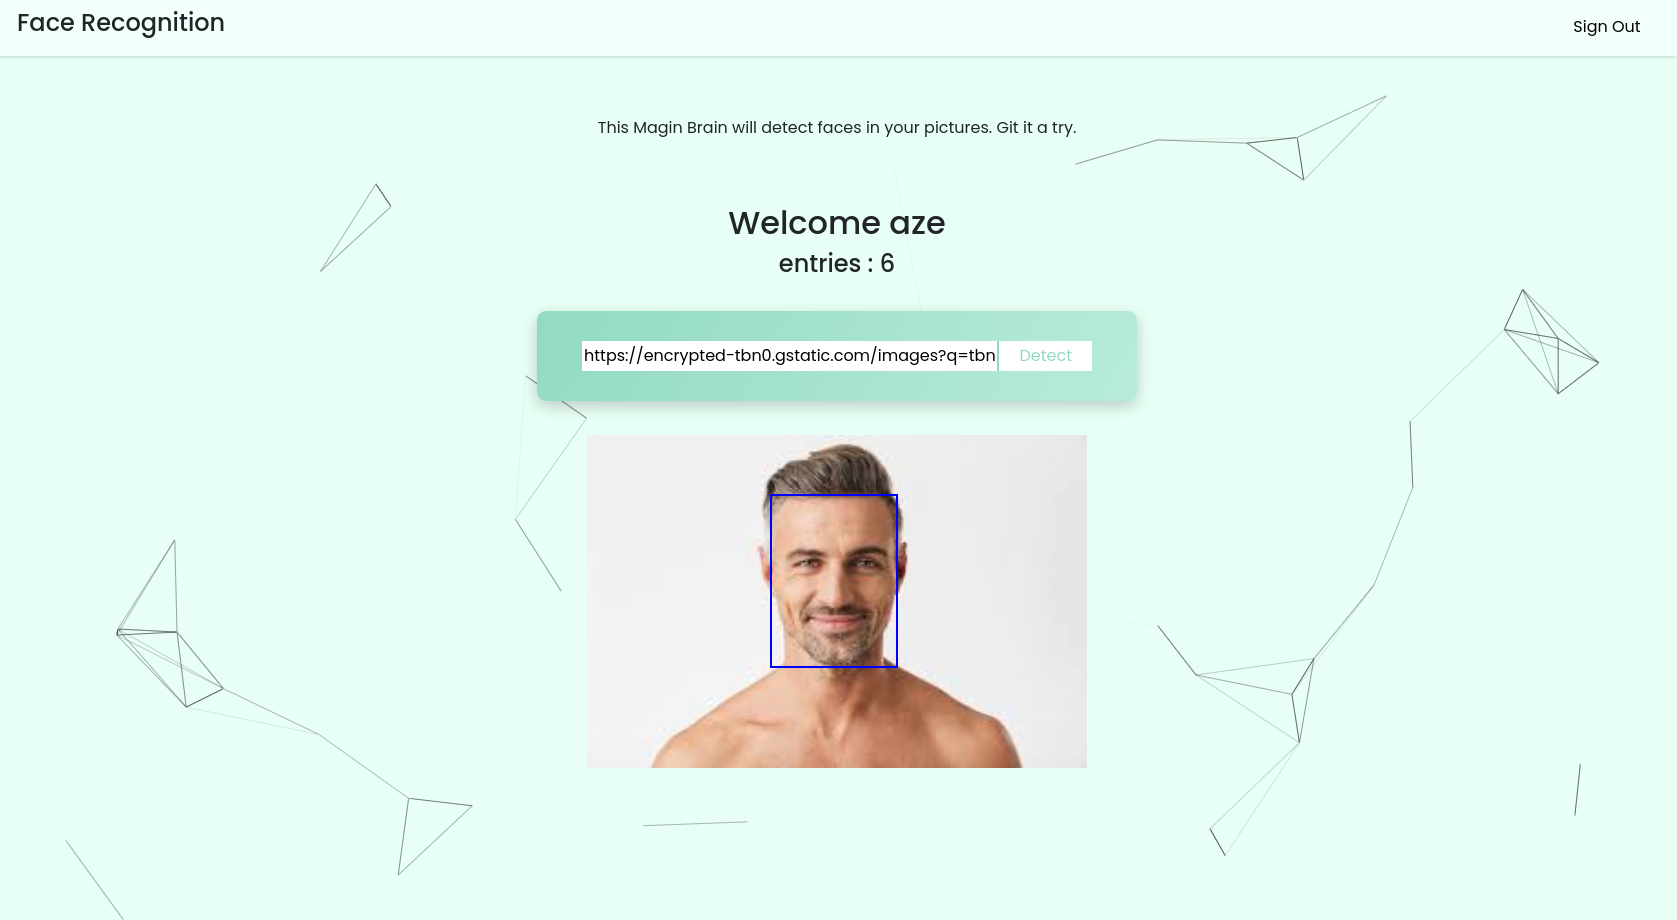 Face Recognition
Sign Out
This Magin Brain will detect faces in your pictures. Git it a try.
Welcome aze
entries : 6
https://encrypted-tbn0.gstatic.com/images?q=tbn
Detect